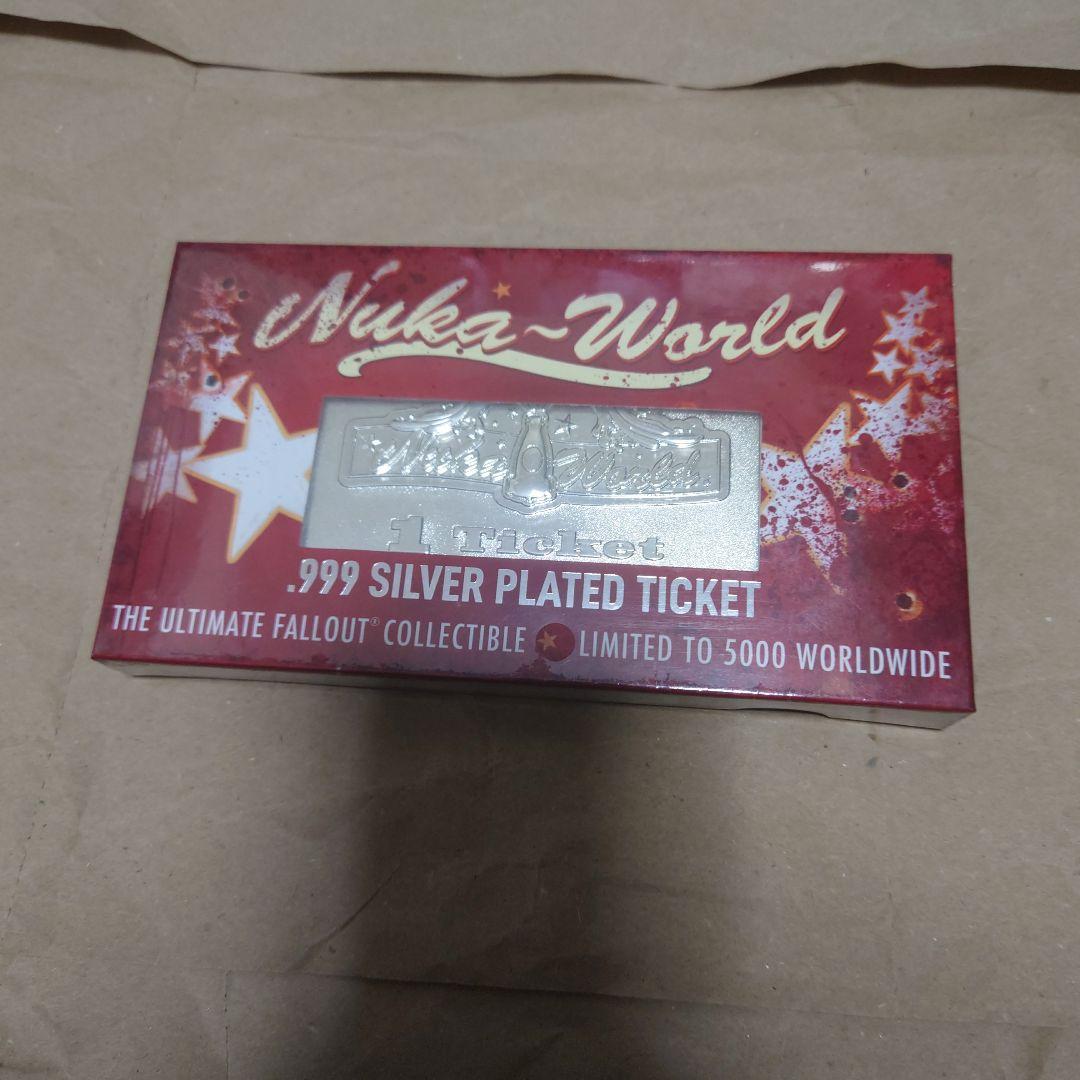 Nuka~World
Nuka World
1 Ticket
.999 SILVER PLATED TICKET
THE ULTIMATE FALLOUT® COLLECTIBLE LIMITED TO 5000 WORLDWIDE